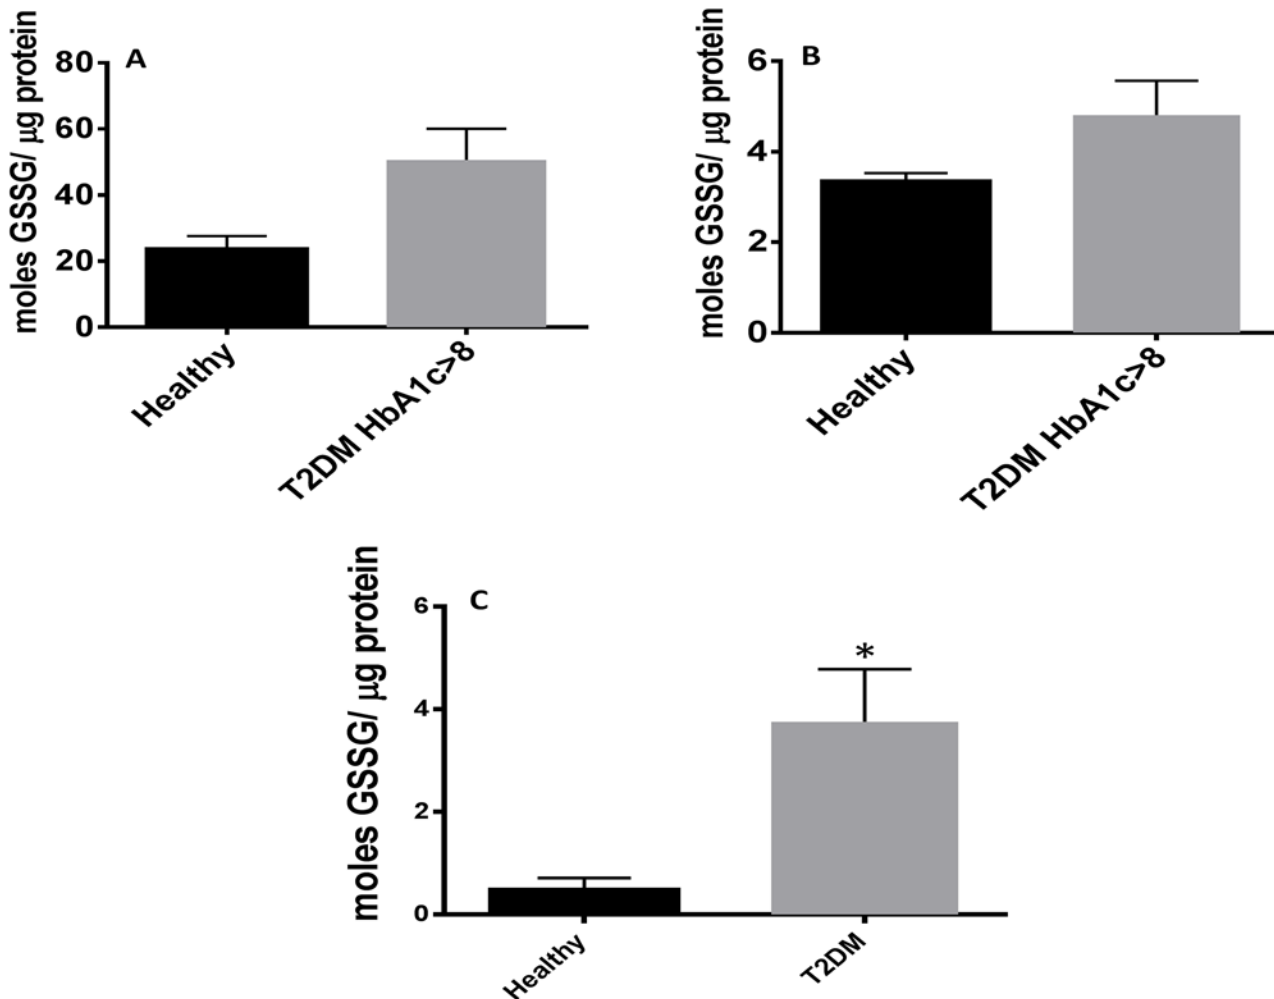 A
moles GSSG/ μg protein
80
60
40
20
0
Healthy
T2DM HbA1c>8
B
moles GSSG/ μg protein
6
4
2
0
Healthy
T2DM HbA1c>8
C
moles GSSG/ μg protein
6
4
2
0
*
Healthy
T2DM